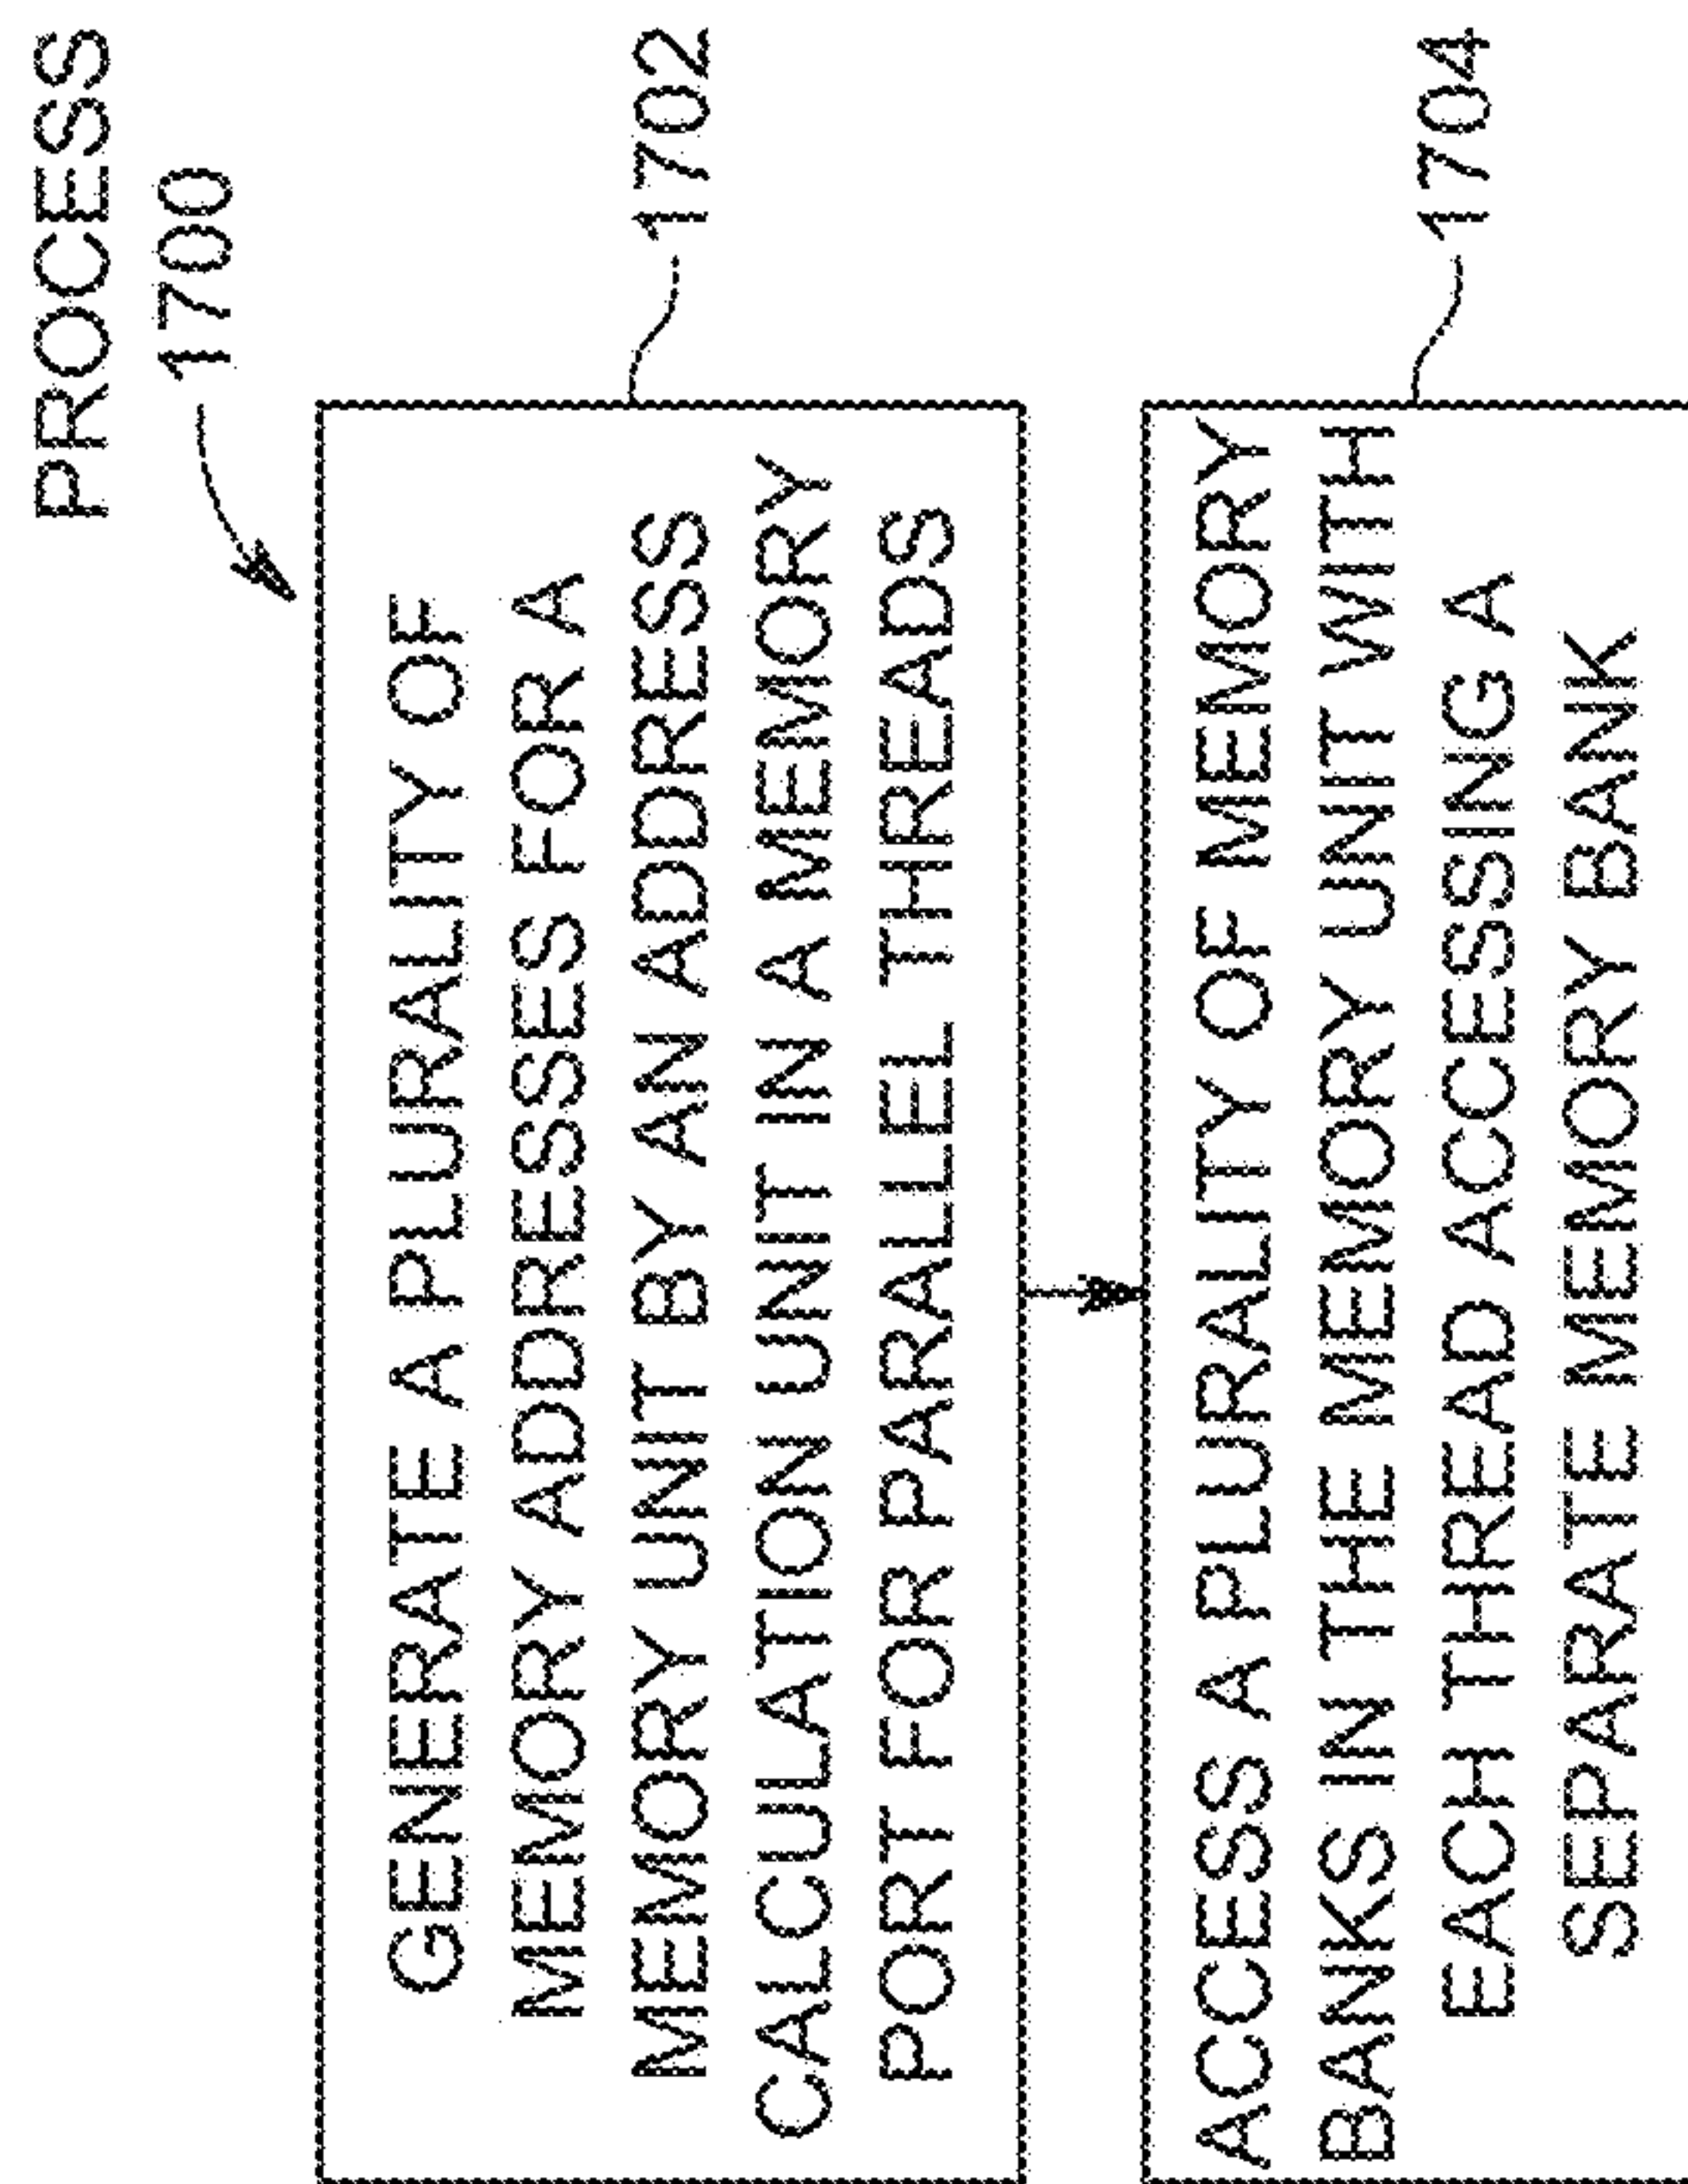 PROCESS
1700
GENERATE A PLURALITY OF
MEMORY ADDRESSES FOR A
MEMORY UNIT BY AN ADDRESS
CALCULATION UNIT IN A MEMORY
PORT FOR PARALLEL THREADS
1702
ACCESS A PLURALITY OF MEMORY
BANKS IN THE MEMORY UNIT WITH
EACH THREAD ACCESSING A
SEPARATE MEMORY BANK
1704